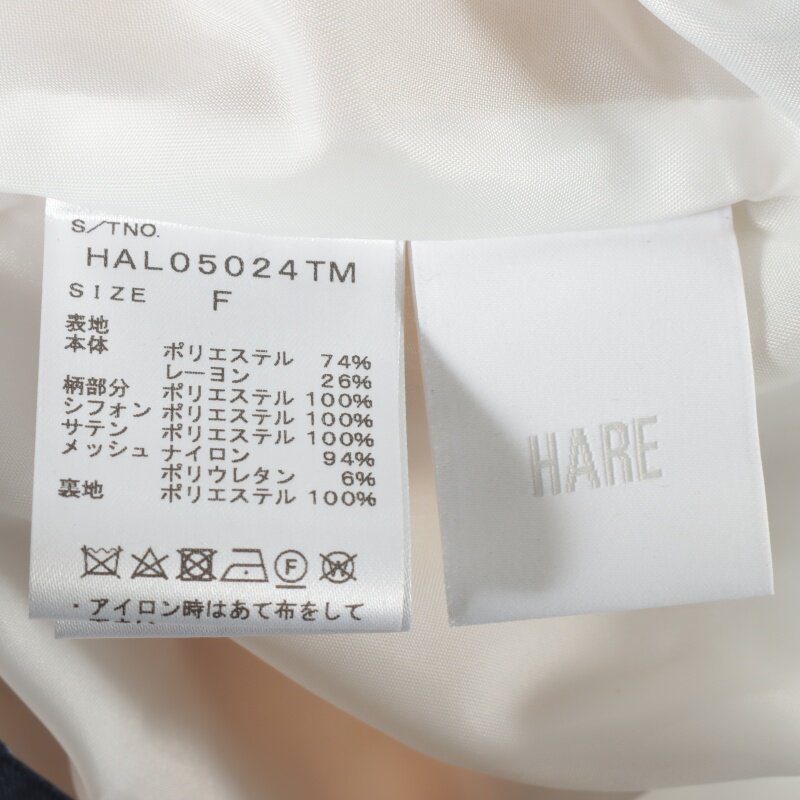 S/TNO.
HAL05024TM
SIZE F
表地
本体 ポリエステル 74%
レーヨン 26%
柄部分 ポリエステル 100%
シフォン ポリエステル 100%
サテン ポリエステル 100%
メッシュ ナイロン 94%
ポリウレタン 6%
裏地 ポリエステル 100%
F W
・アイロン時はあて布をして
HARE